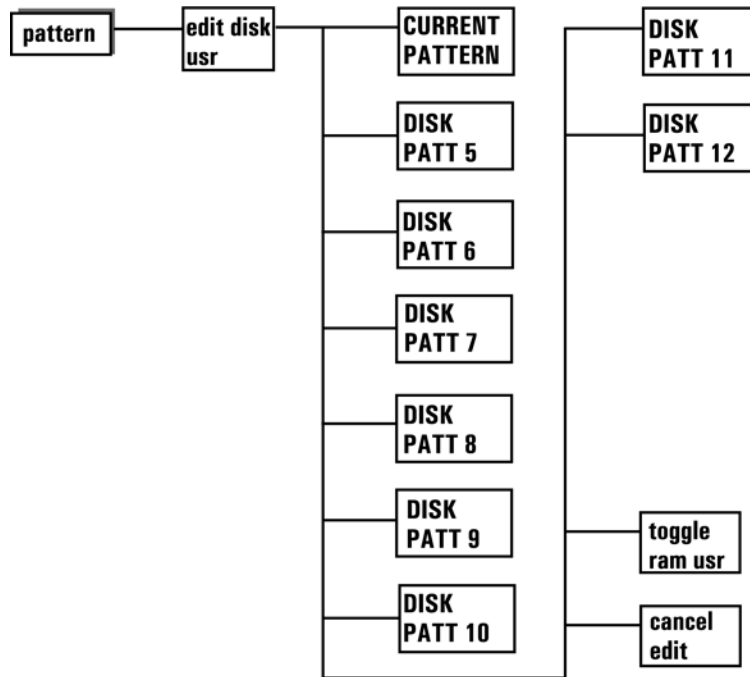 pattern
edit disk
usr
CURRENT
PATTERN
DISK
PATT 5
DISK
PATT 6
DISK
PATT 7
DISK
PATT 8
DISK
PATT 9
DISK
PATT 10
DISK
PATT 11
DISK
PATT 12
toggle
ram usr
cancel
edit